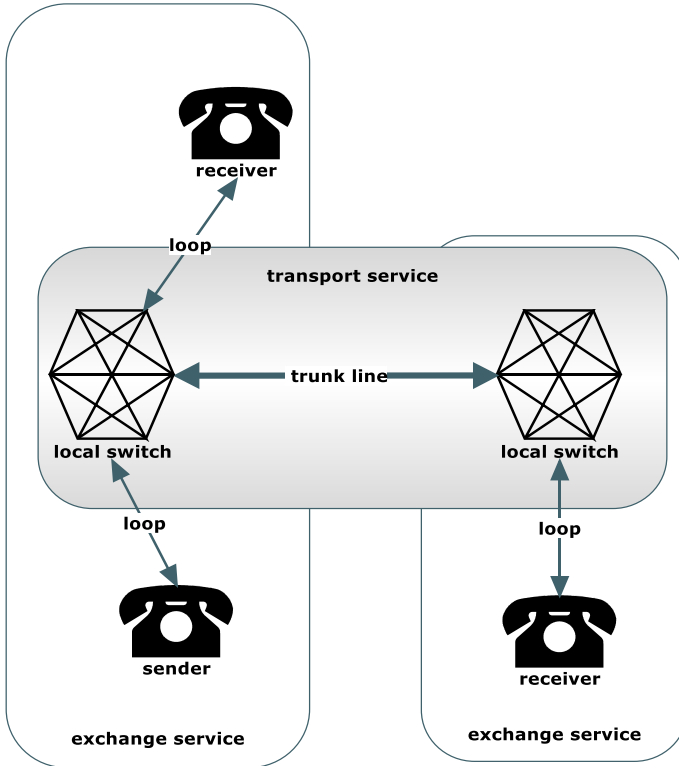 receiver
loop
transport service
trunk line
local switch
local switch
loop
loop
sender
receiver
exchange service
exchange service